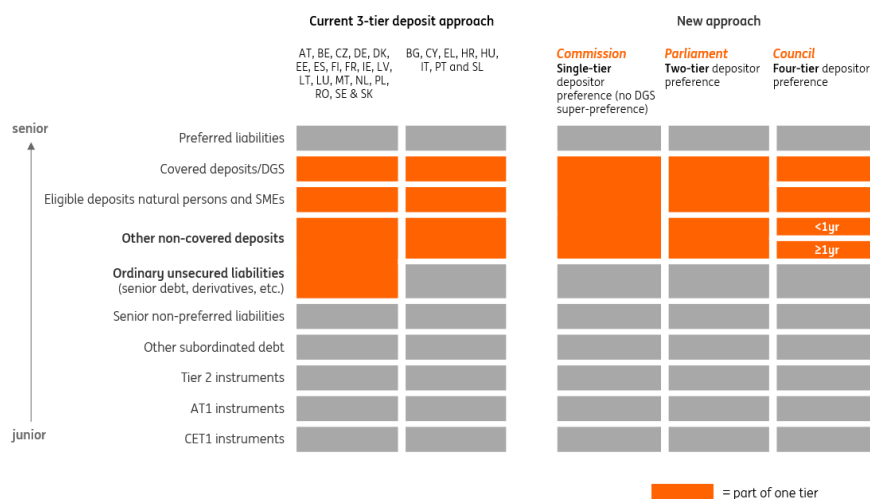 Current 3-tier deposit approach
New approach
AT, BE, CZ, DE, DK,
EE, ES, FI, FR, IE, LV,
LT, LU, MT, NL, PL,
RO, SE & SK
BG, CY, EL, HR, HU,
IT, PT and SL
Commission
Single-tier
depositor
preference (no DGS
super-preference)
Parliament
Two-tier depositor
preference
Council
Four-tier depositor
preference
senior
Preferred liabilities
Covered deposits/DGS
Eligible deposits natural persons and SMEs
Other non-covered deposits
<1yr
≥1yr
Ordinary unsecured liabilities
(senior debt, derivatives, etc.)
Senior non-preferred liabilities
Other subordinated debt
Tier 2 instruments
AT1 instruments
junior
CET1 instruments
= part of one tier